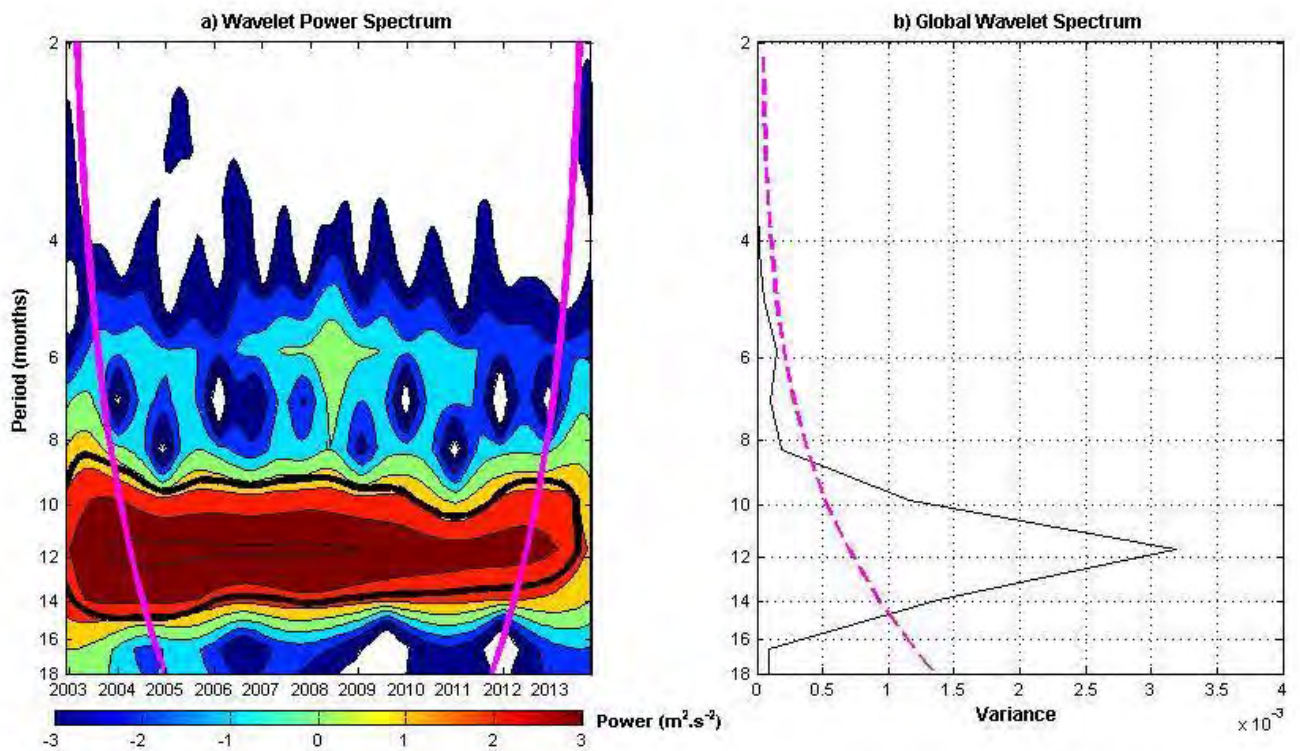 a) Wavelet Power Spectrum
2
4
6
8
10
12
14
16
18
Period (months)
2003 2004 2005 2006 2007 2008 2009 2010 2011 2012 2013
-3 -2 -1 0 1 2 3
Power (m².s⁻²)
b) Global Wavelet Spectrum
2
4
6
8
10
12
14
16
18
0 0.5 1 1.5 2 2.5 3 3.5 4
Variance
x 10⁻³